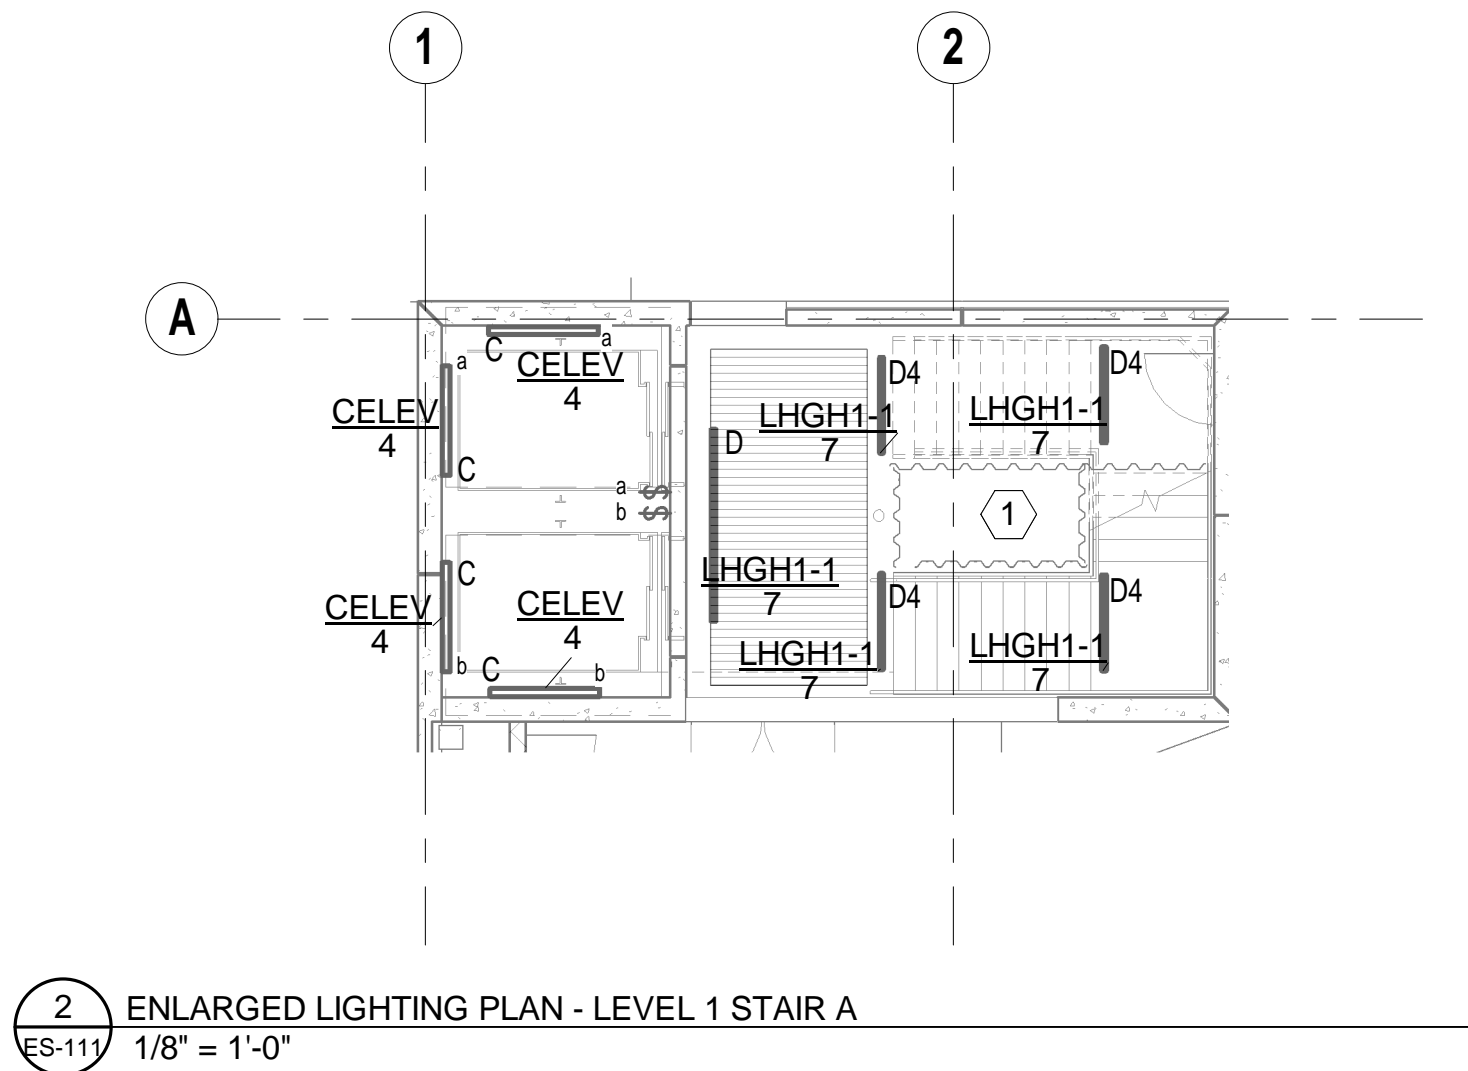 1
2
A
C
a
CELEV
4
a
CELEV
4
C
D4
D4
LHGH1-1
7
LHGH1-1
7
D
a $
b $
1
C
CELEV
4
CELEV
4
LHGH1-1
7
D4
D4
b
C
b
LHGH1-1
7
LHGH1-1
7
2
ENLARGED LIGHTING PLAN - LEVEL 1 STAIR A
ES-111
1/8" = 1'-0"